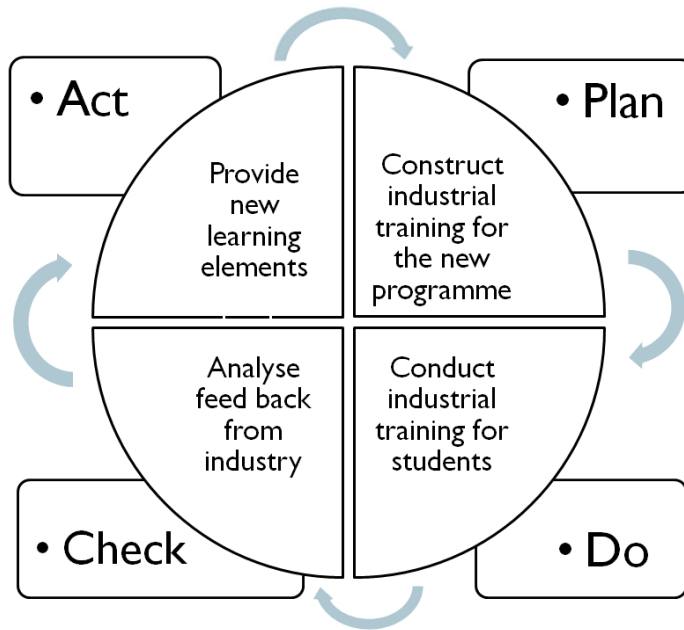 • Act
Provide
new
learning
elements
• Plan
Construct
industrial
training for
the new
programme
• Check
Analyse
feed back
from
industry
• Do
Conduct
industrial
training for
students